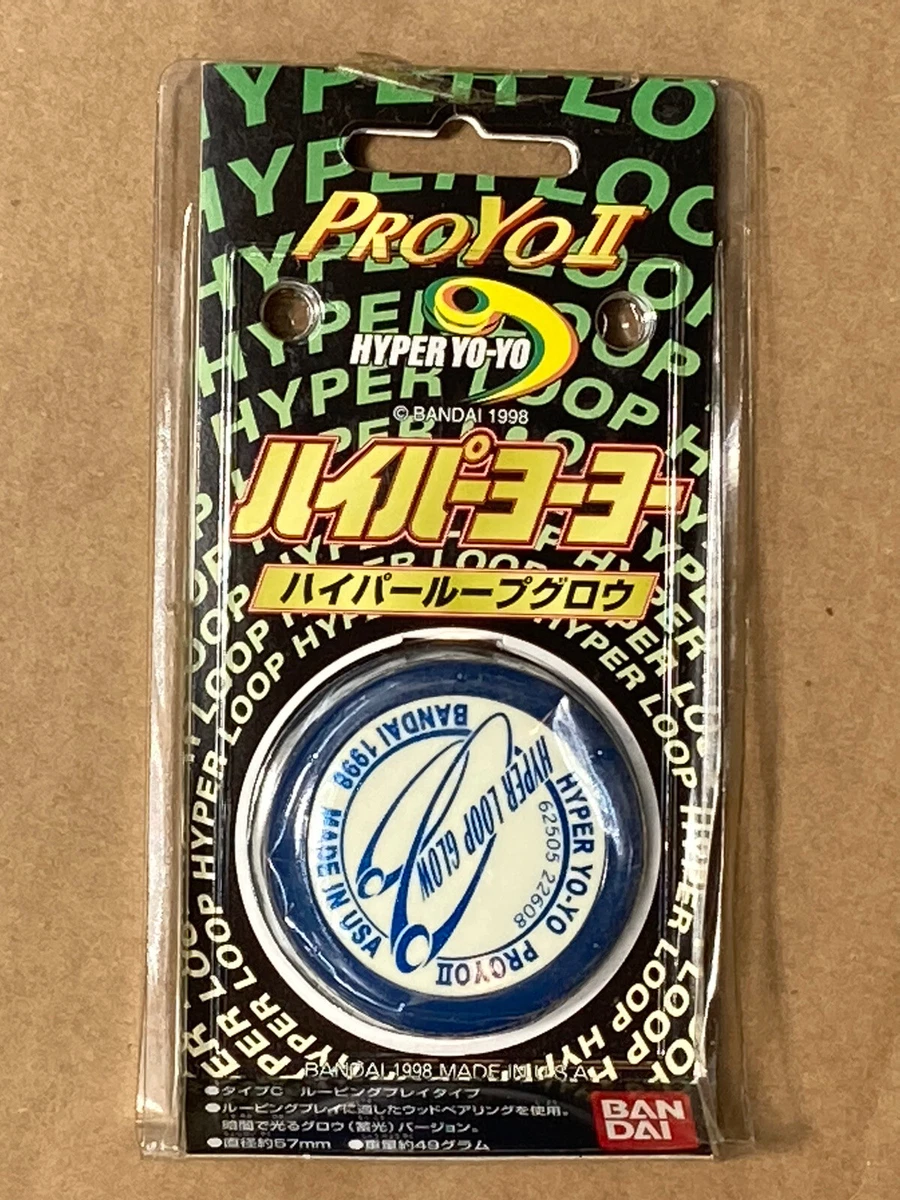 HYPER LOOP
HYPER LOOP
PROYO II
HYPER YO-YO
© BANDAI 1998
ハイパーヨーヨー
ハイパーループグロウ
BANDAI 1998 MADE IN USA
HYPER LOOP GLOW
HYPER YO-YO PROYOII
62505 22608
BANDAI 1998 MADE IN U.S.A
●タイプC ルーピングプレイタイプ
●ルーピングプレイに適したウッドベアリングを使用。
暗闇で光るグロウ(蓄光)バージョン。
●直径約57mm ●重量約49グラム
BAN
DAI